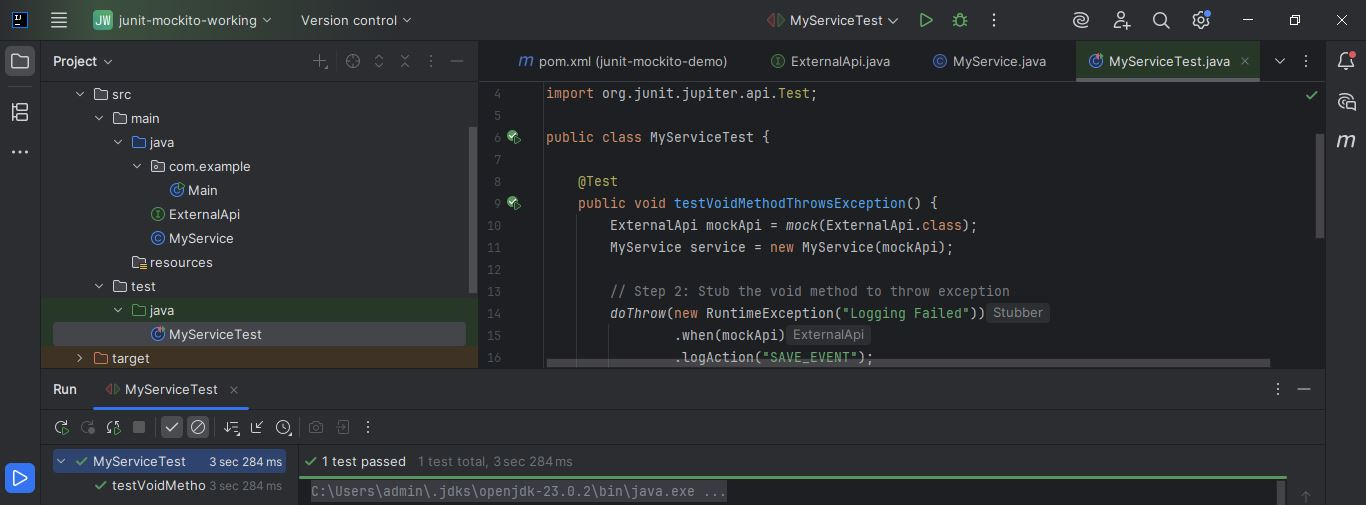 JW junit-mockito-working Version control MyServiceTest
Project
pom.xml (junit-mockito-demo) ExternalApi.java MyService.java MyServiceTest.java
src
main
java
com.example
Main
ExternalApi
MyService
resources
test
java
MyServiceTest
target
4 import org.junit.jupiter.api.Test;
5
6 public class MyServiceTest {
7
8 @Test
9 public void testVoidMethodThrowsException() {
10 ExternalApi mockApi = mock(ExternalApi.class);
11 MyService service = new MyService(mockApi);
12
13 // Step 2: Stub the void method to throw exception
14 doThrow(new RuntimeException("Logging Failed")) Stubber
15 .when(mockApi) ExternalApi
16 .logAction("SAVE_EVENT");
Run MyServiceTest
MyServiceTest 3 sec 284 ms
testVoidMetho 3 sec 284 ms
1 test passed 1 test total, 3 sec 284 ms
C:\Users\admin\.jdks\openjdk-23.0.2\bin\java.exe ...